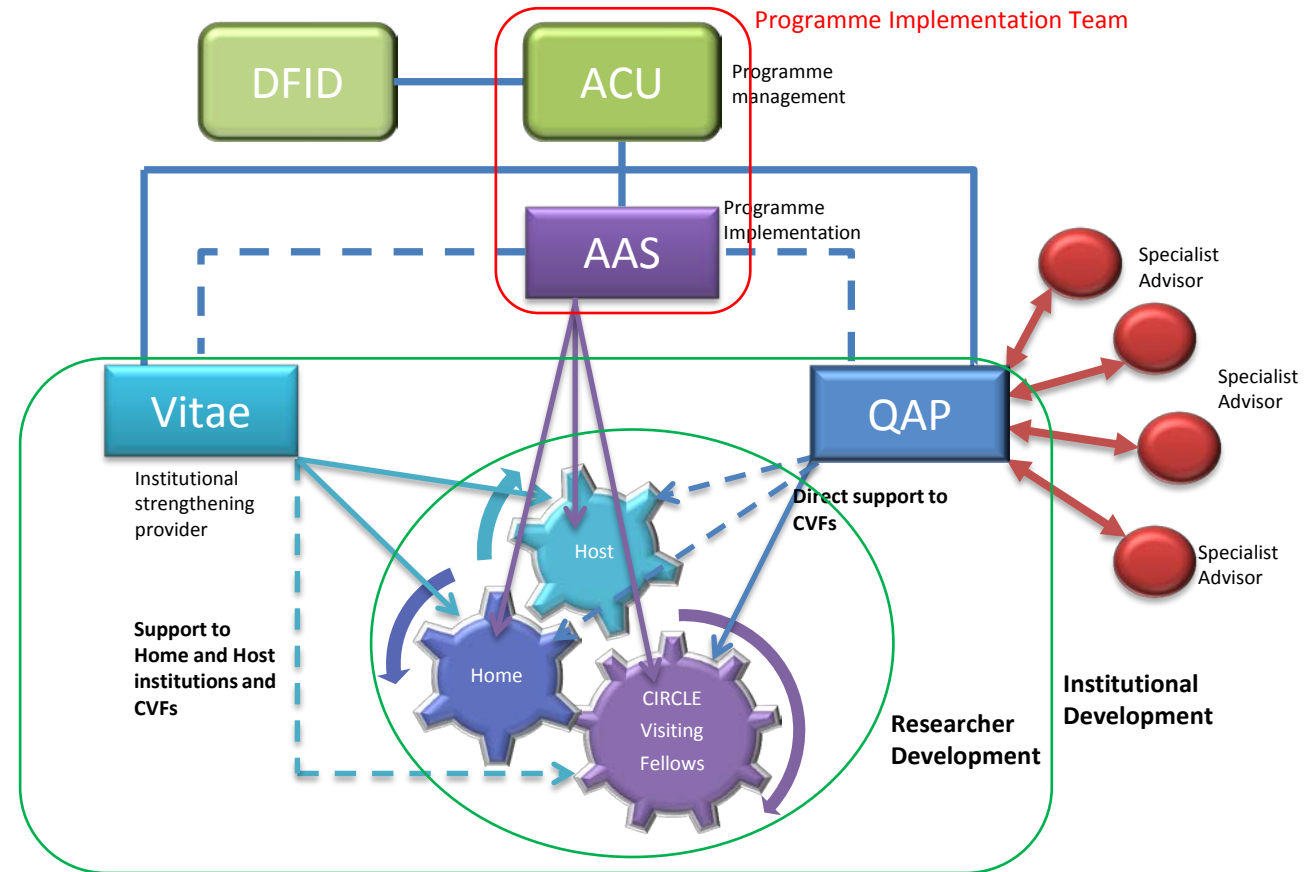 Programme Implementation Team
DFID
ACU
Programme
management
AAS
Programme
Implementation
Specialist
Advisor
Specialist
Advisor
Vitae
QAP
Institutional
strengthening
provider
Direct support to
CVFs
Host
Specialist
Advisor
Support to
Home and Host
institutions and
CVFs
Home
CIRCLE
Visiting
Fellows
Researcher
Development
Institutional
Development